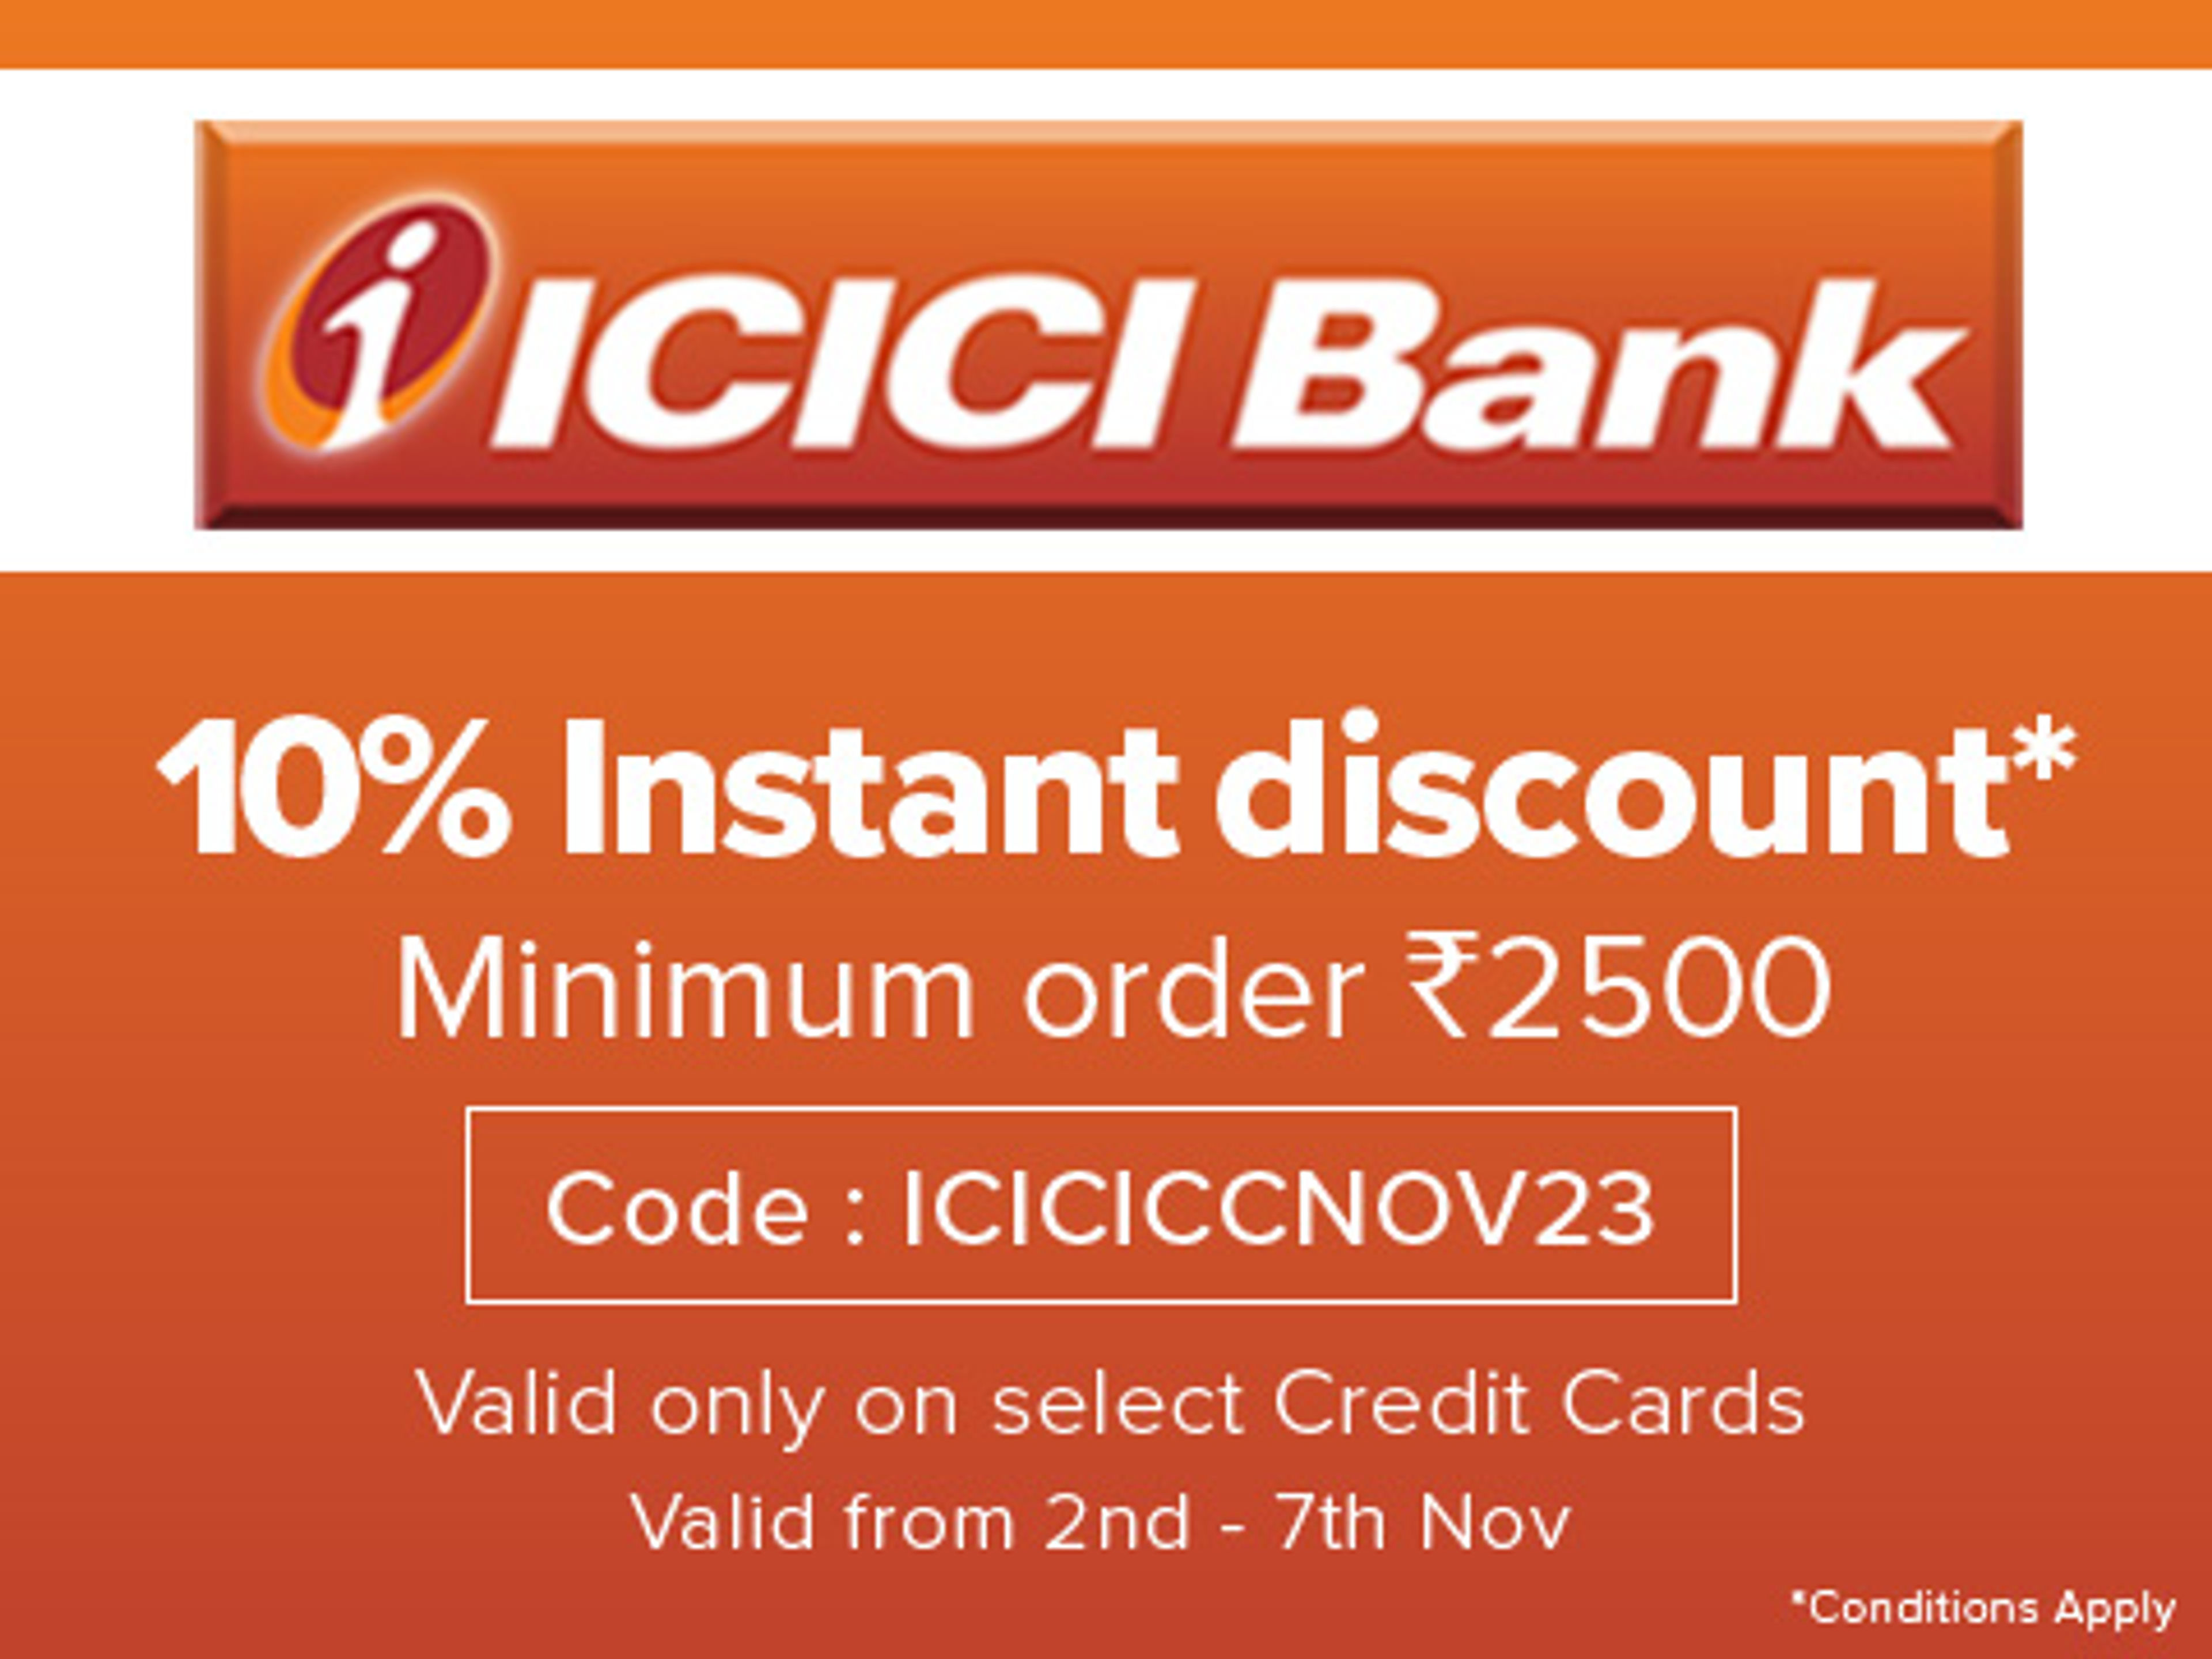 i ICICI Bank
10% Instant discount*
Minimum order ₹2500
Code : ICICICCNOV23
Valid only on select Credit Cards
Valid from 2nd - 7th Nov
*Conditions Apply